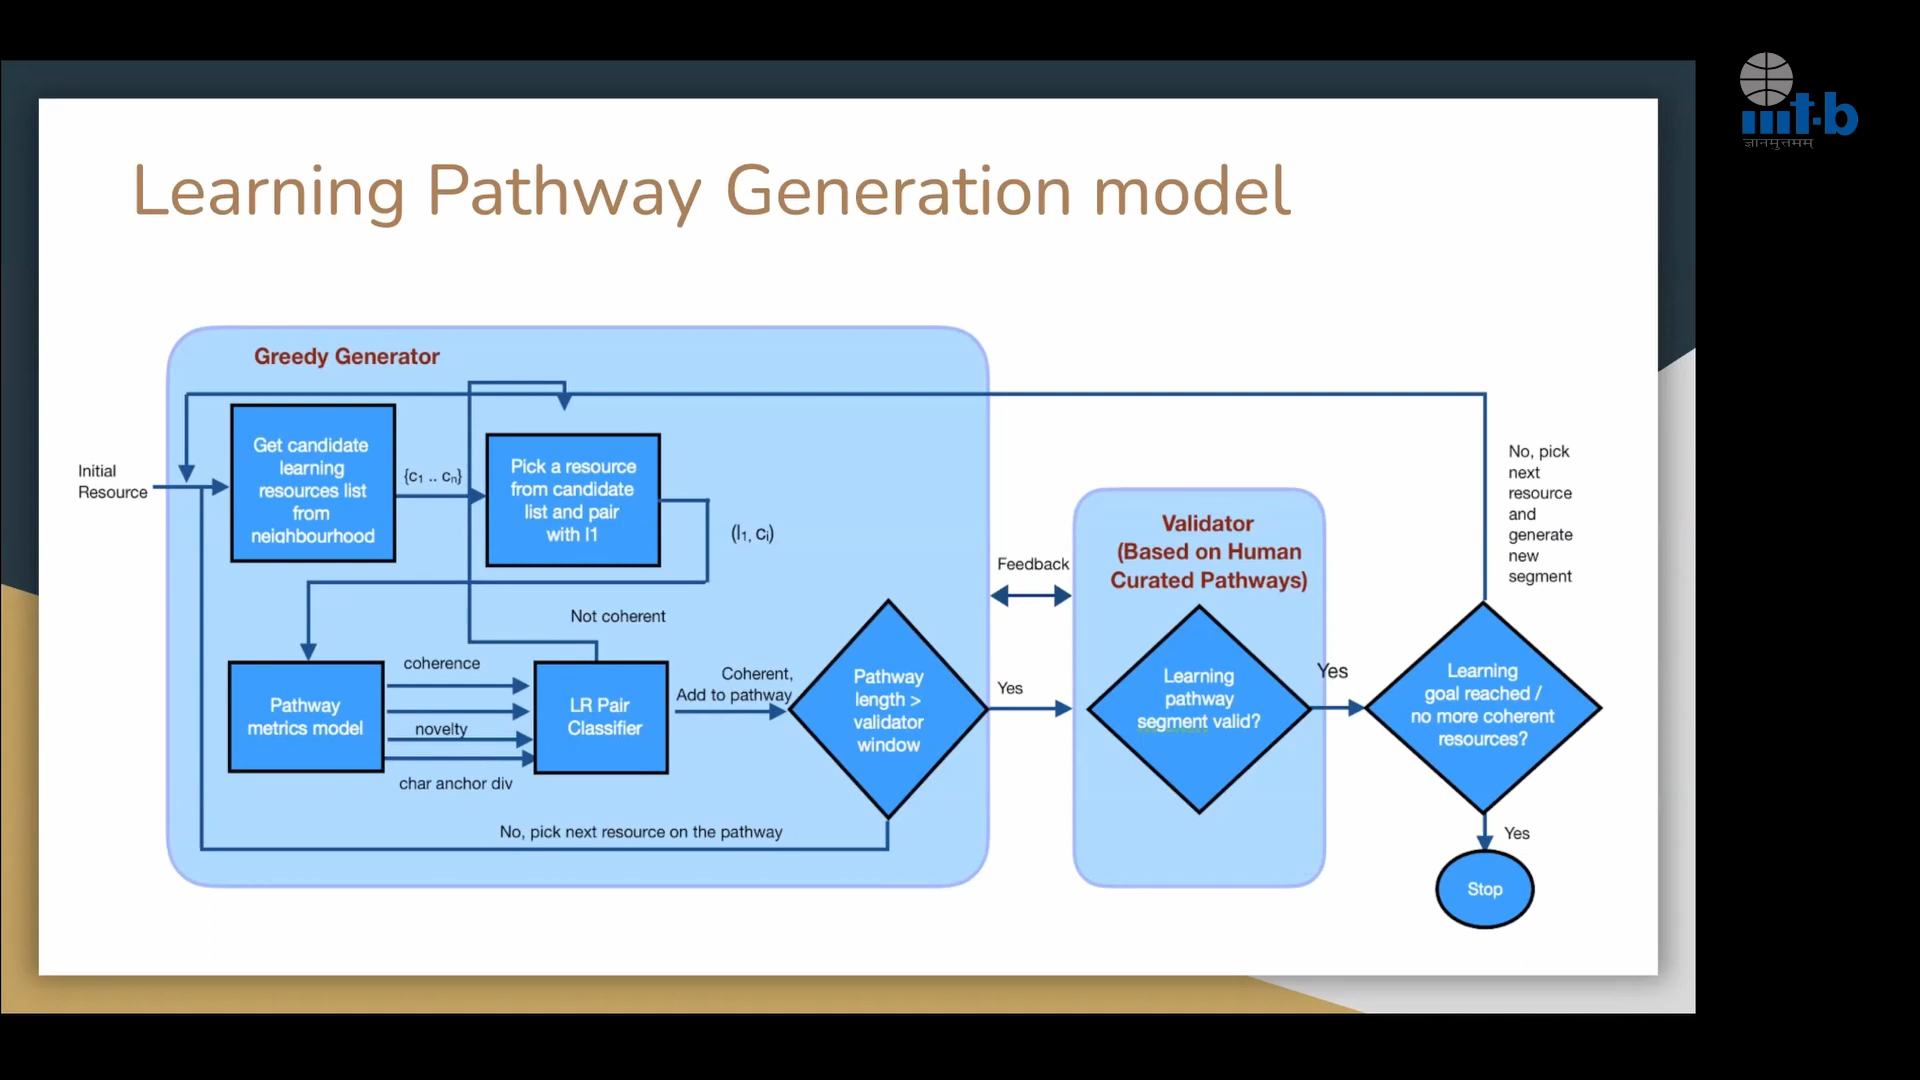 iiit-b
ज्ञानमुत्तमम्
Learning Pathway Generation model
Greedy Generator
Initial
Resource
Get candidate
learning
resources list
from
neighbourhood
{c₁ .. cₙ}
Pick a resource
from candidate
list and pair
with l1
(l₁, cᵢ)
Not coherent
Pathway
metrics model
coherence
novelty
char anchor div
LR Pair
Classifier
Coherent,
Add to pathway
Pathway
length >
validator
window
No, pick next resource on the pathway
Feedback
Yes
Validator
(Based on Human
Curated Pathways)
Learning
pathway
segment valid?
Yes
Learning
goal reached /
no more coherent
resources?
No, pick
next
resource
and
generate
new
segment
Yes
Stop